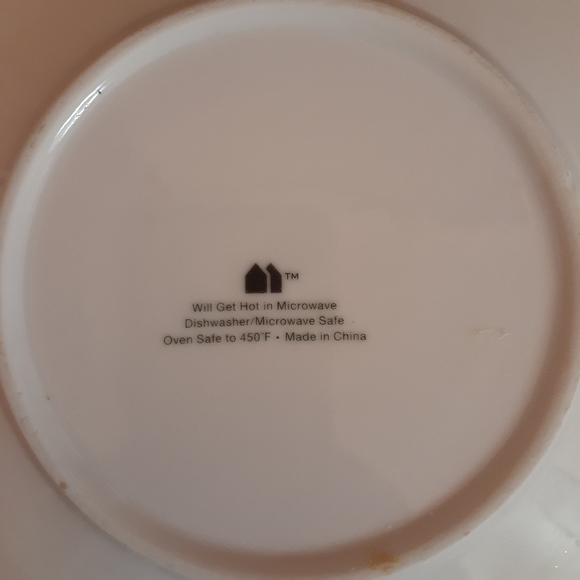 TM
Will Get Hot in Microwave
Dishwasher/Microwave Safe
Oven Safe to 450°F • Made in China